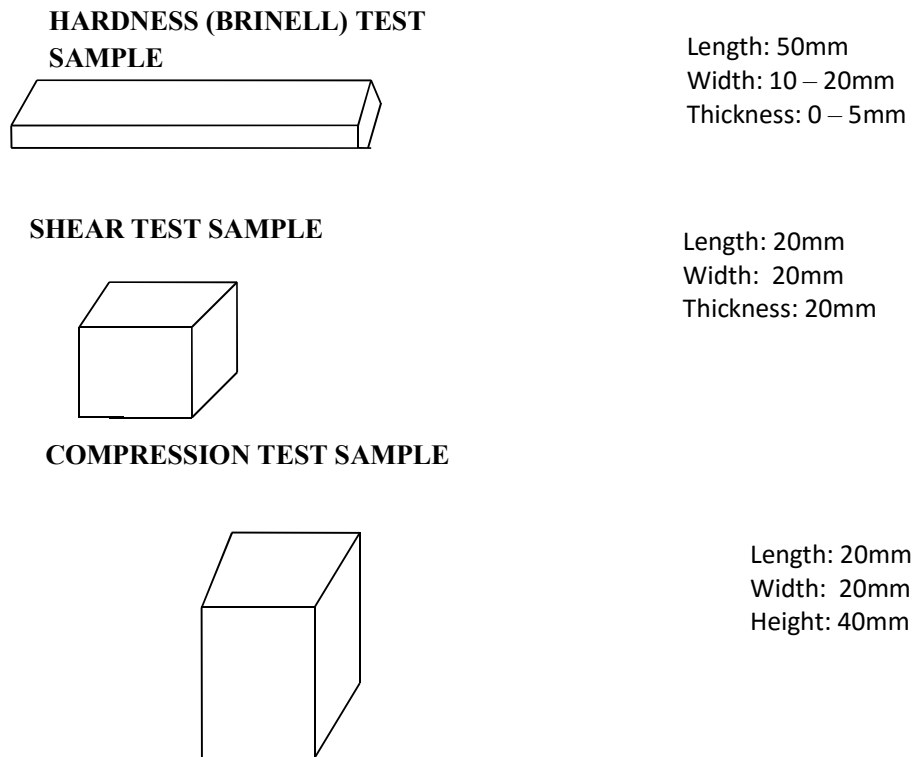 HARDNESS (BRINELL) TEST
SAMPLE
Length: 50mm
Width: 10 – 20mm
Thickness: 0 – 5mm
SHEAR TEST SAMPLE
Length: 20mm
Width:  20mm
Thickness: 20mm
COMPRESSION TEST SAMPLE
Length: 20mm
Width:  20mm
Height: 40mm